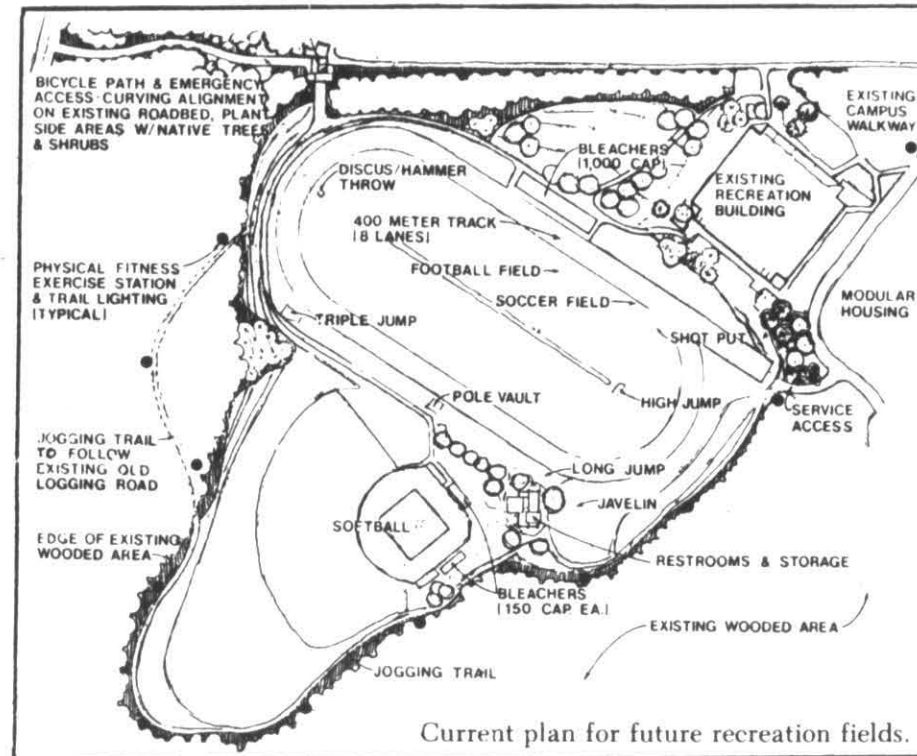 BICYCLE PATH & EMERGENCY
ACCESS-CURVING ALIGNMENT
ON EXISTING ROADBED, PLANT
SIDE AREAS W/NATIVE TREES
& SHRUBS
DISCUS/HAMMER
THROW
BLEACHERS
(1,000 CAP)
EXISTING
CAMPUS
WALKWAY
EXISTING
RECREATION
BUILDING
400 METER TRACK
(8 LANES)
FOOTBALL FIELD
SOCCER FIELD
PHYSICAL FITNESS
EXERCISE STATION
& TRAIL LIGHTING
(TYPICAL)
TRIPLE JUMP
SHOT PUT
MODULAR
HOUSING
POLE VAULT
HIGH JUMP
SERVICE
ACCESS
JOGGING TRAIL
TO FOLLOW
EXISTING OLD
LOGGING ROAD
LONG JUMP
JAVELIN
SOFTBALL
EDGE OF EXISTING
WOODED AREA
RESTROOMS & STORAGE
BLEACHERS
(150 CAP. EA.)
EXISTING WOODED AREA
JOGGING TRAIL
Current plan for future recreation fields.